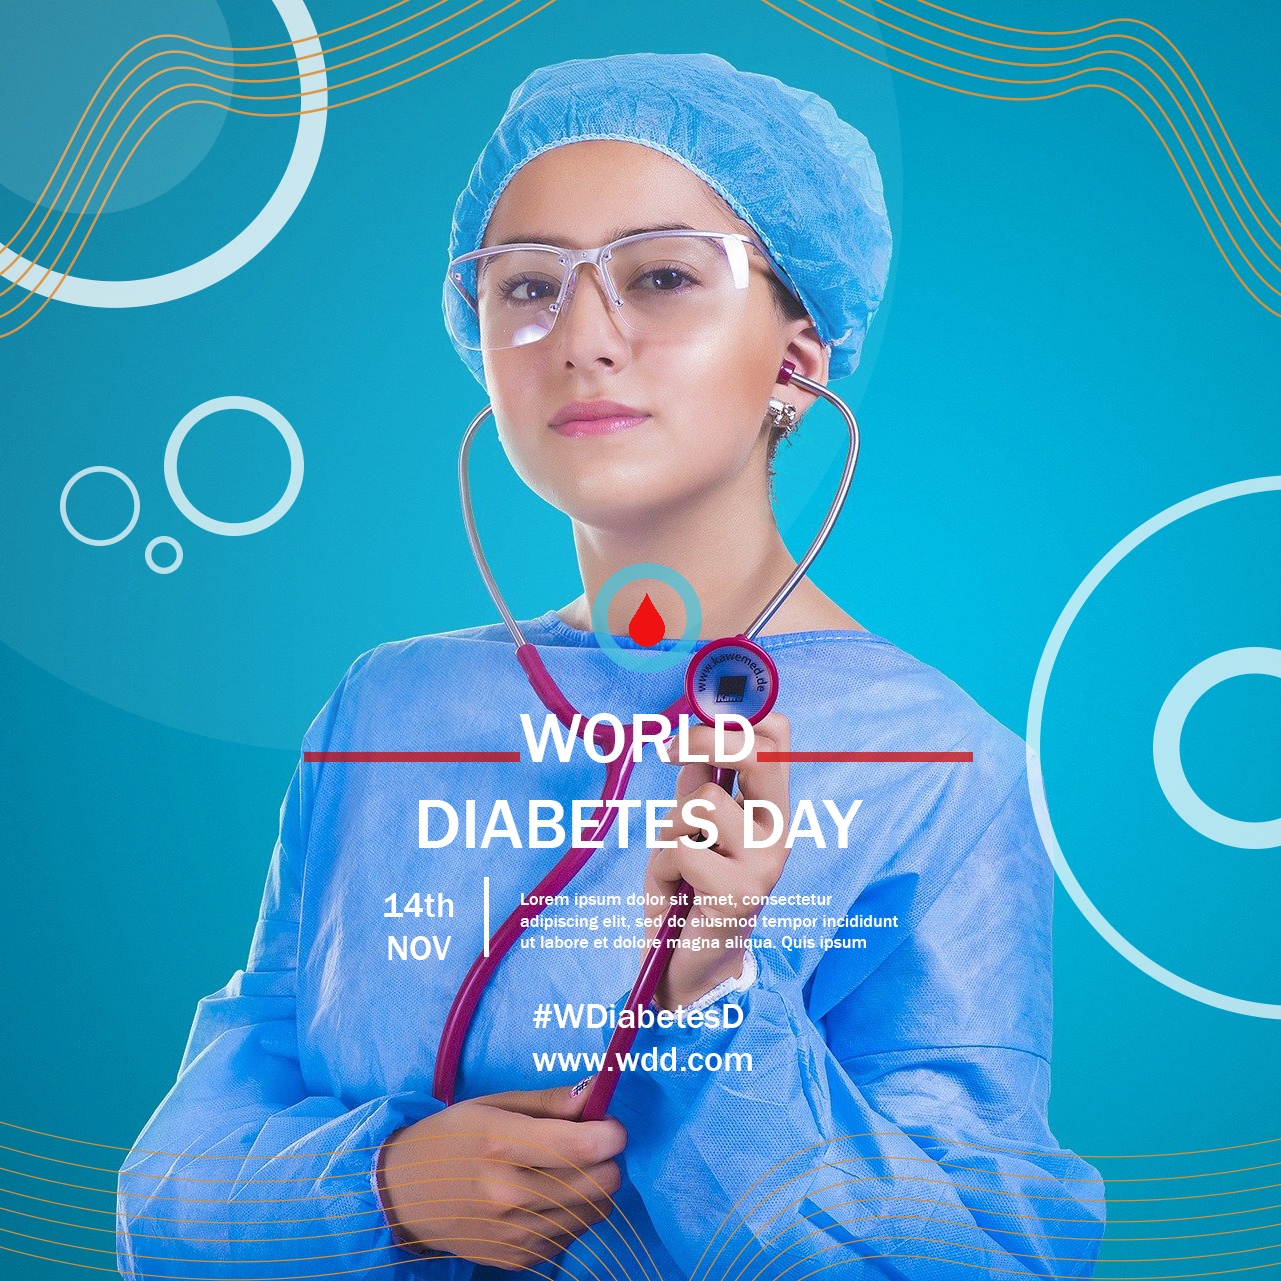 www.kawemed.de
KaWe
WORLD
DIABETES DAY
14th
NOV
Lorem ipsum dolor sit amet, consectetur
adipiscing elit, sed do eiusmod tempor incididunt
ut labore et dolore magna aliqua. Quis ipsum
#WDiabetesD
www.wdd.com